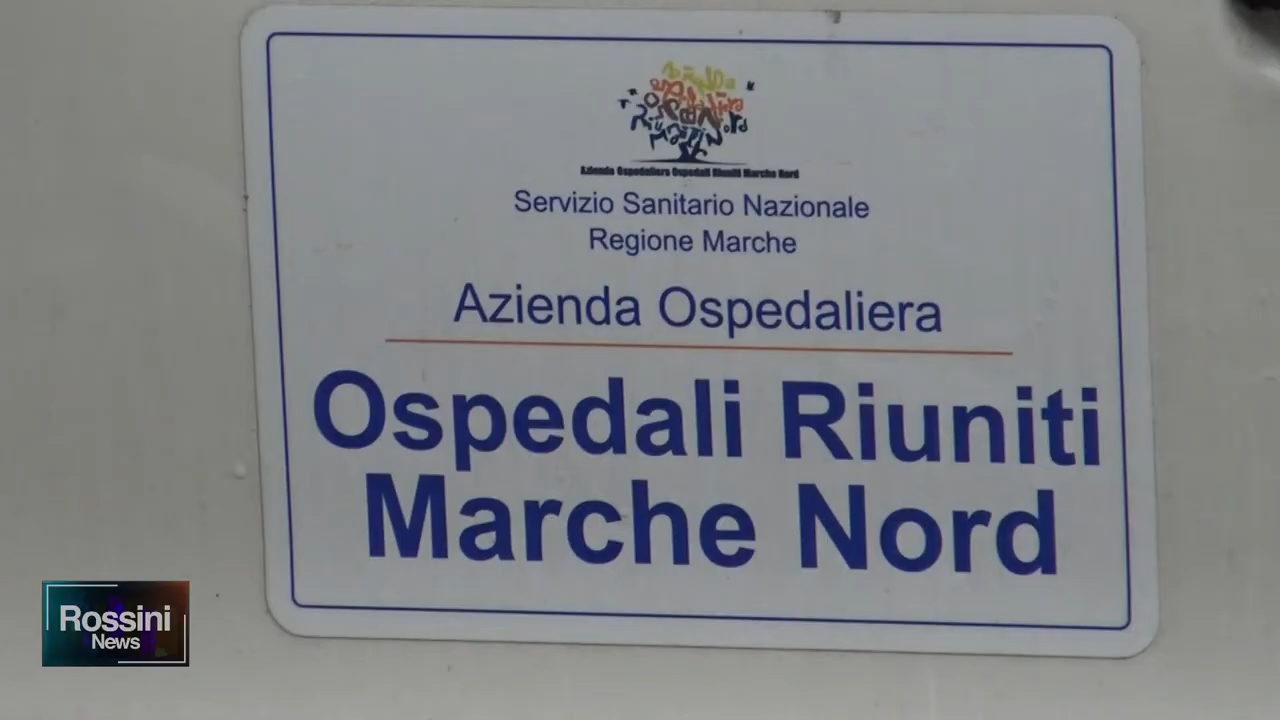 Azienda Ospedaliera Ospedali Riuniti Marche Nord
Servizio Sanitario Nazionale
Regione Marche
Azienda Ospedaliera
Ospedali Riuniti
Marche Nord
Rossini
News